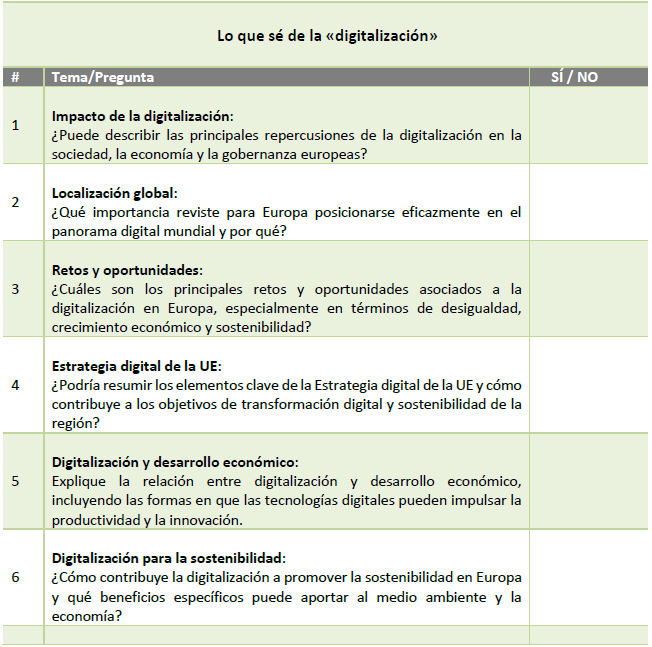 Lo que sé de la «digitalización»
# Tema/Pregunta SÍ / NO
1
Impacto de la digitalización:
¿Puede describir las principales repercusiones de la digitalización en la
sociedad, la economía y la gobernanza europeas?
2
Localización global:
¿Qué importancia reviste para Europa posicionarse eficazmente en el
panorama digital mundial y por qué?
3
Retos y oportunidades:
¿Cuáles son los principales retos y oportunidades asociados a la
digitalización en Europa, especialmente en términos de desigualdad,
crecimiento económico y sostenibilidad?
4
Estrategia digital de la UE:
¿Podría resumir los elementos clave de la Estrategia digital de la UE y cómo
contribuye a los objetivos de transformación digital y sostenibilidad de la
región?
5
Digitalización y desarrollo económico:
Explique la relación entre digitalización y desarrollo económico,
incluyendo las formas en que las tecnologías digitales pueden impulsar la
productividad y la innovación.
6
Digitalización para la sostenibilidad:
¿Cómo contribuye la digitalización a promover la sostenibilidad en Europa
y qué beneficios específicos puede aportar al medio ambiente y la
economía?